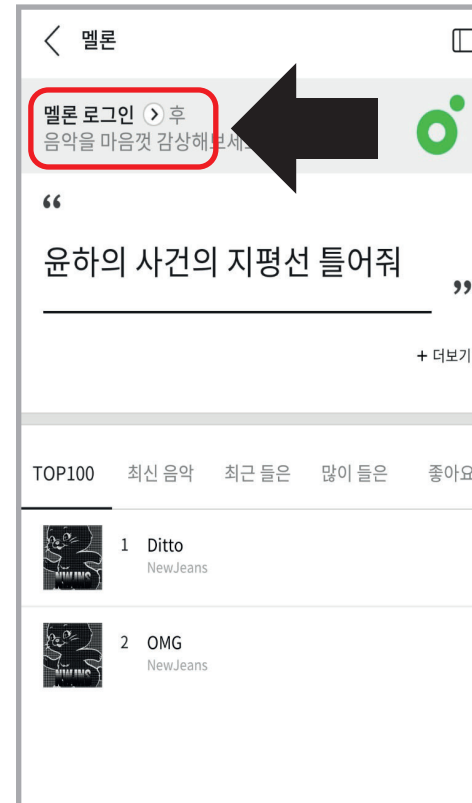 멜론
멜론 로그인 > 후
음악을 마음껏 감상해보세
“
윤하의 사건의 지평선 틀어줘
”
+ 더보기
TOP100 최신 음악 최근 들은 많이 들은 좋아요
1 Ditto
NewJeans
2 OMG
NewJeans